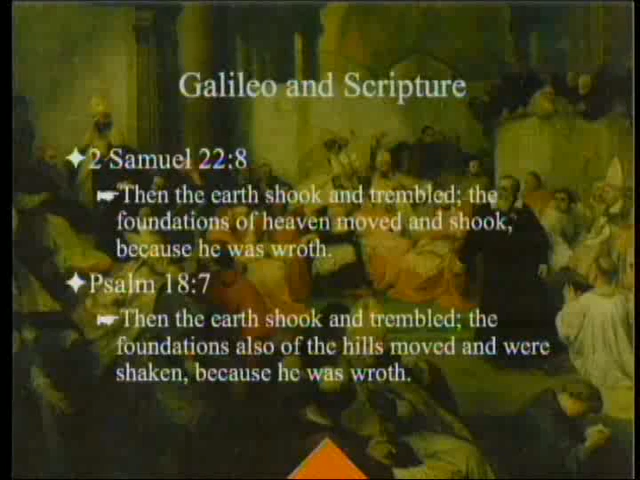 Galileo and Scripture
2 Samuel 22:8
Then the earth shook and trembled; the
foundations of heaven moved and shook,
because he was wroth.
Psalm 18:7
Then the earth shook and trembled; the
foundations also of the hills moved and were
shaken, because he was wroth.